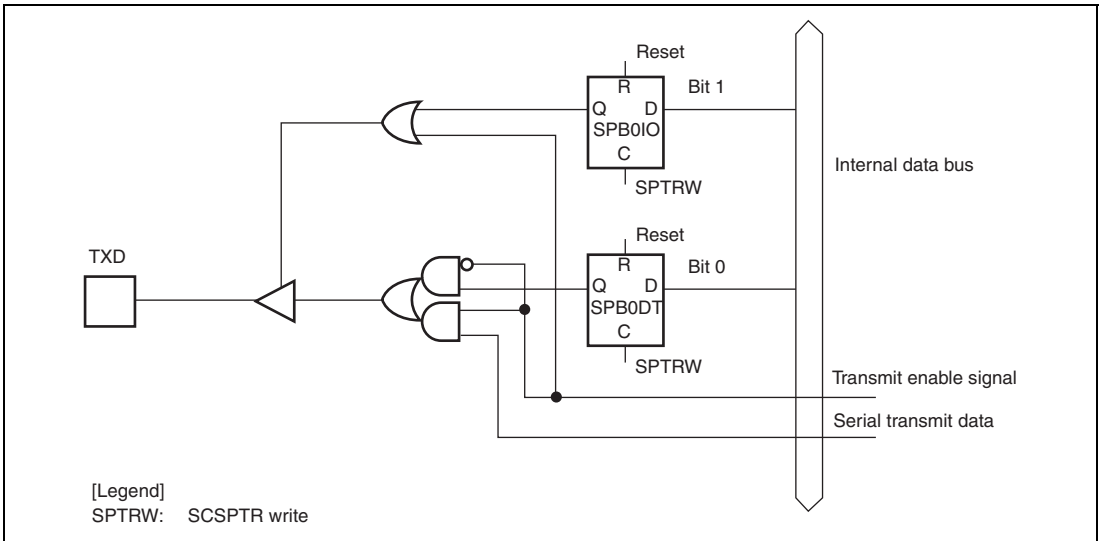 Reset
R
Bit 1
Q D
SPB0IO
C
SPTRW
Internal data bus
Reset
TXD
R
Bit 0
Q D
SPB0DT
C
SPTRW
Transmit enable signal
Serial transmit data
[Legend]
SPTRW: SCSPTR write